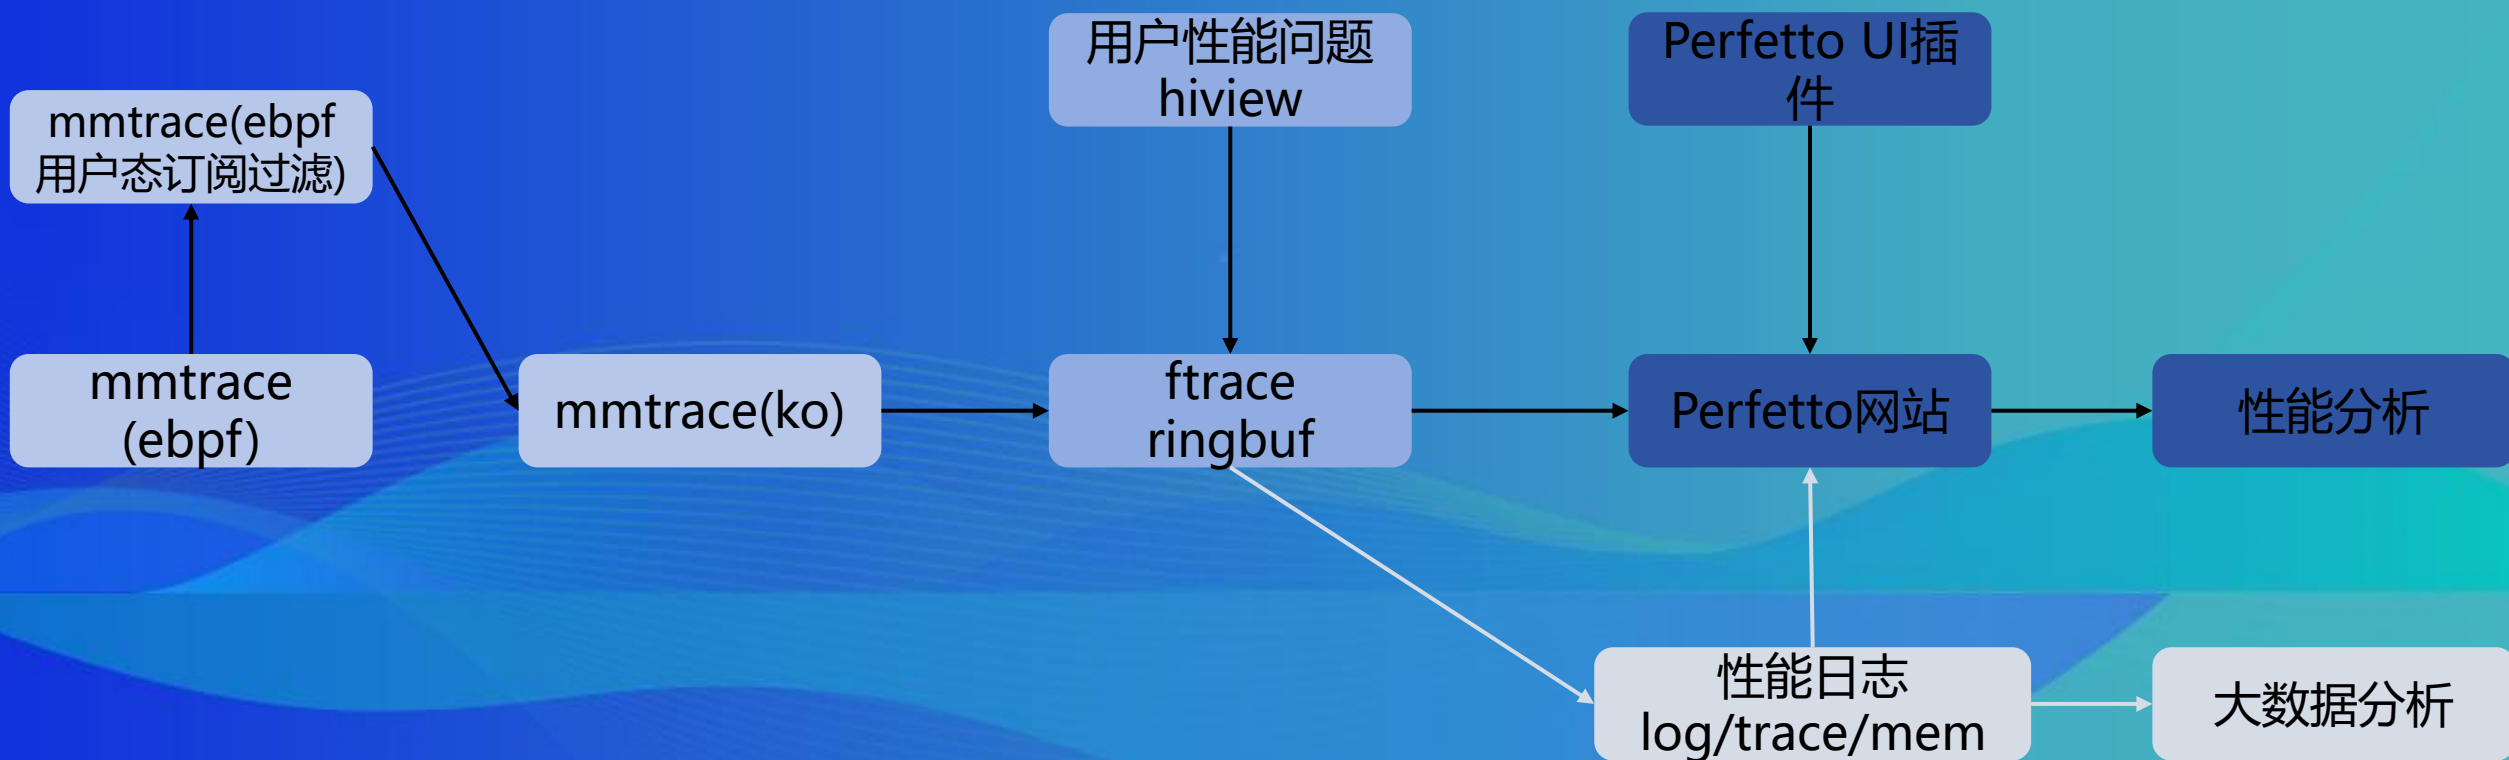 用户性能问题
hiview
Perfetto UI插
件
mmtrace(ebpf
用户态订阅过滤)
mmtrace
(ebpf)
mmtrace(ko)
ftrace
ringbuf
Perfetto网站
性能分析
性能日志
log/trace/mem
大数据分析